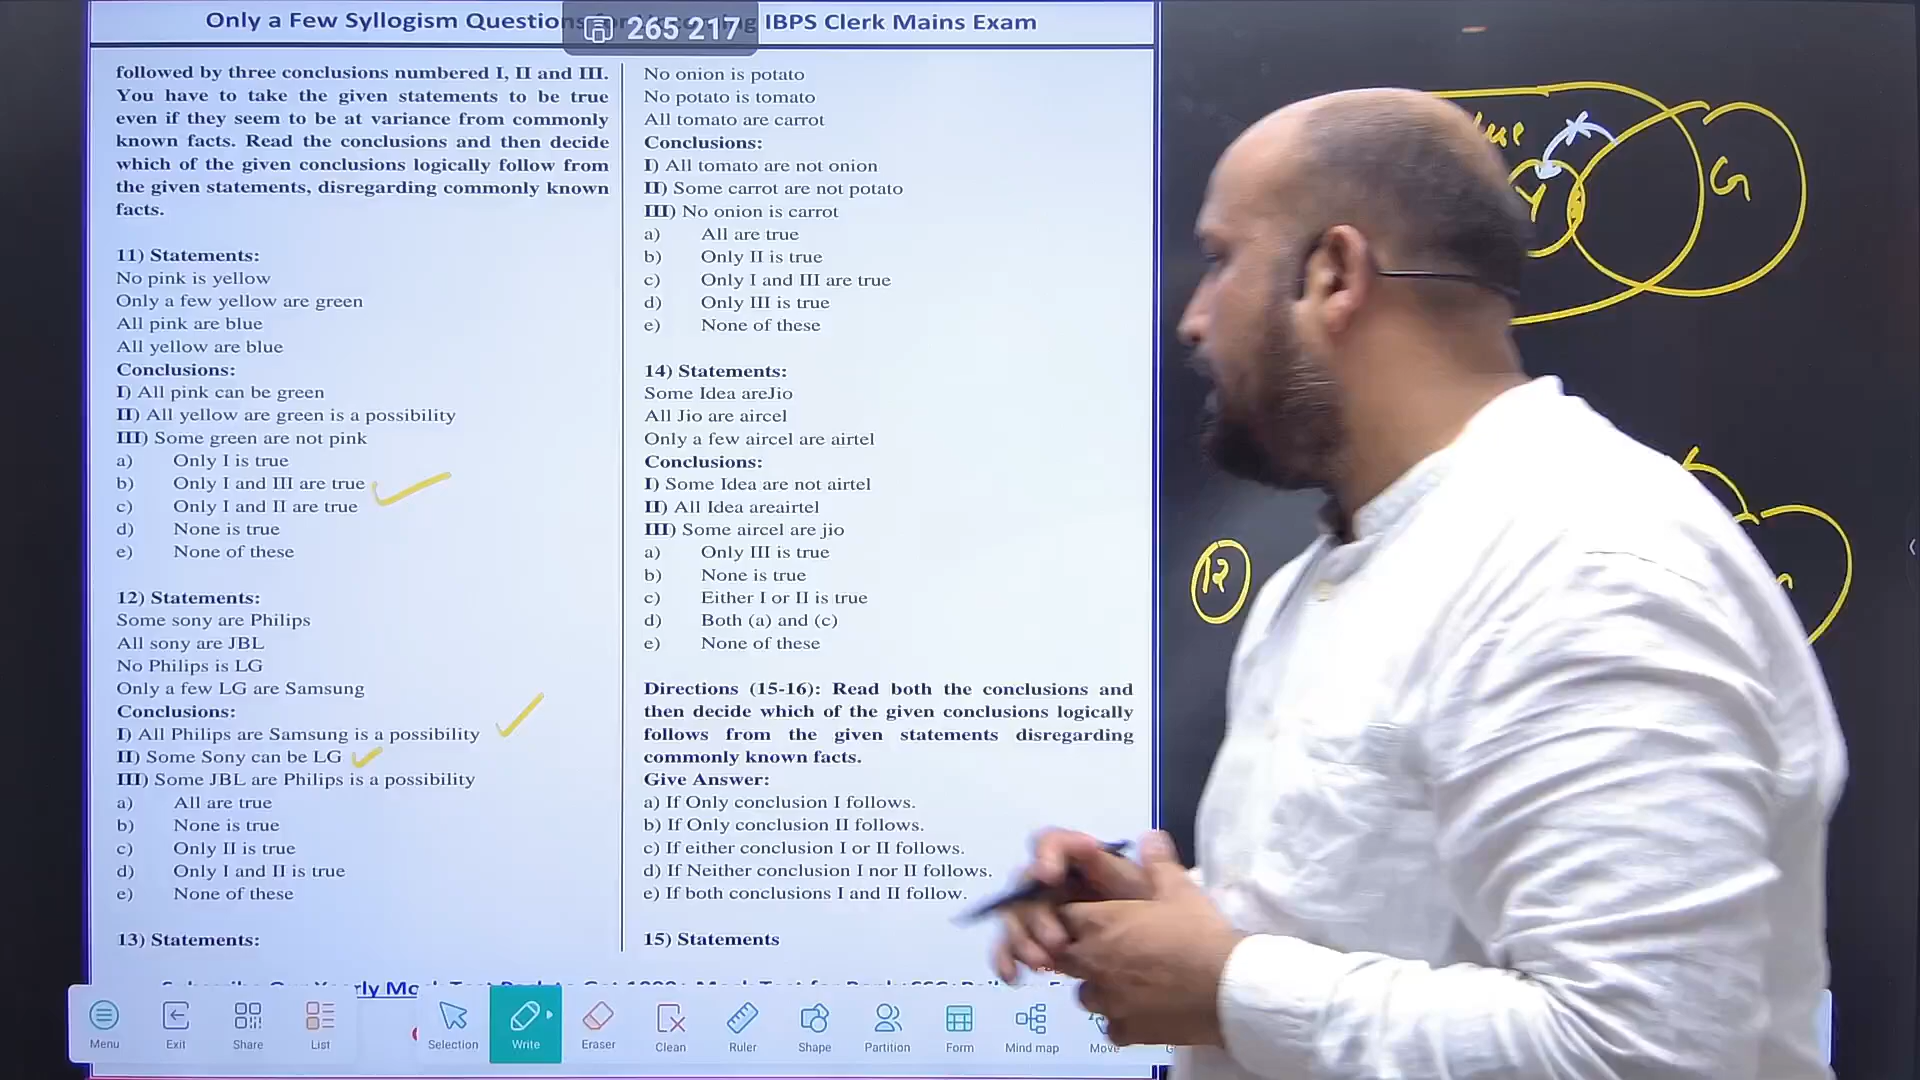 Only a Few Syllogism Questions for IBPS Clerk Mains Exam
265 217
followed by three conclusions numbered I, II and III.
You have to take the given statements to be true
even if they seem to be at variance from commonly
known facts. Read the conclusions and then decide
which of the given conclusions logically follow from
the given statements, disregarding commonly known
facts.
11) Statements:
No pink is yellow
Only a few yellow are green
All pink are blue
All yellow are blue
Conclusions:
I) All pink can be green
II) All yellow are green is a possibility
III) Some green are not pink
a) Only I is true
b) Only I and III are true
c) Only I and II are true
d) None is true
e) None of these
12) Statements:
Some sony are Philips
All sony are JBL
No Philips is LG
Only a few LG are Samsung
Conclusions:
I) All Philips are Samsung is a possibility
II) Some Sony can be LG
III) Some JBL are Philips is a possibility
a) All are true
b) None is true
c) Only II is true
d) Only I and II is true
e) None of these
13) Statements:
No onion is potato
No potato is tomato
All tomato are carrot
Conclusions:
I) All tomato are not onion
II) Some carrot are not potato
III) No onion is carrot
a) All are true
b) Only II is true
c) Only I and III are true
d) Only III is true
e) None of these
14) Statements:
Some Idea areJio
All Jio are aircel
Only a few aircel are airtel
Conclusions:
I) Some Idea are not airtel
II) All Idea areairtel
III) Some aircel are jio
a) Only III is true
b) None is true
c) Either I or II is true
d) Both (a) and (c)
e) None of these
Directions (15-16): Read both the conclusions and
then decide which of the given conclusions logically
follows from the given statements disregarding
commonly known facts.
Give Answer:
a) If Only conclusion I follows.
b) If Only conclusion II follows.
c) If either conclusion I or II follows.
d) If Neither conclusion I nor II follows.
e) If both conclusions I and II follow.
15) Statements
Y
G
12
Menu
Exit
Share
List
Selection
Write
Eraser
Clean
Ruler
Shape
Partition
Form
Mind map
Move